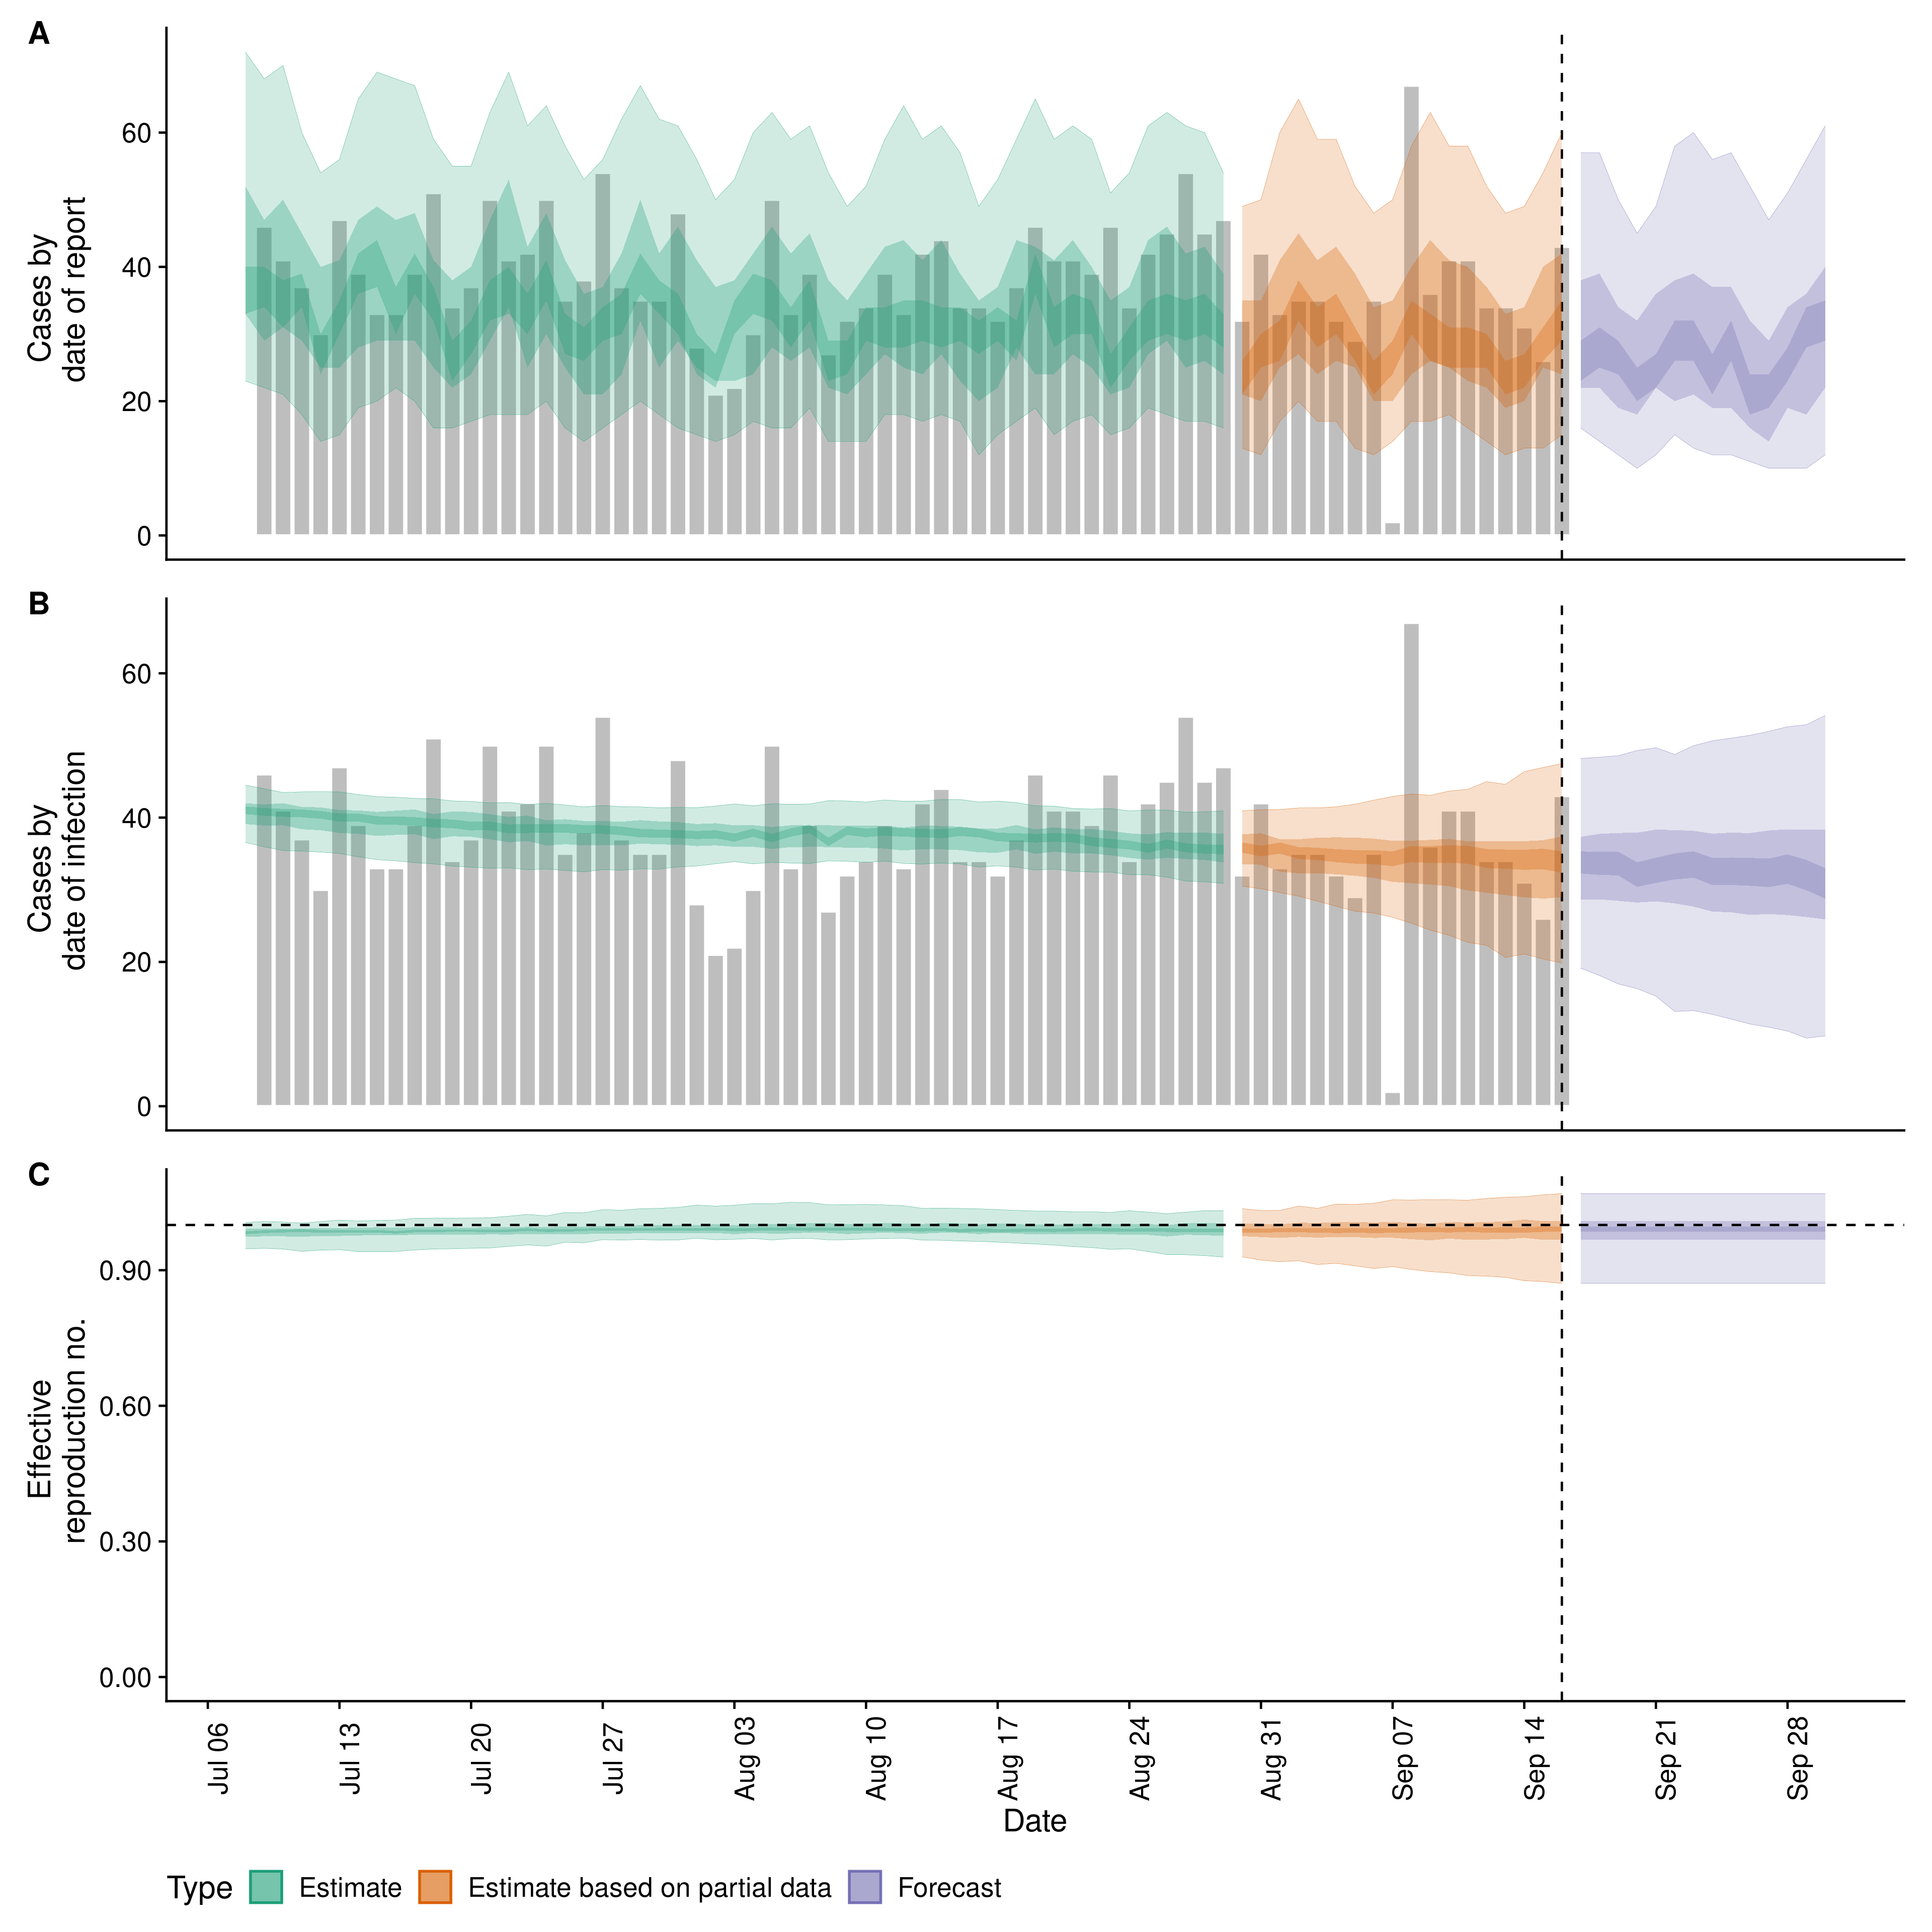 A
Cases by
date of report
60
40
20
0
B
Cases by
date of infection
60
40
20
0
C
Effective
reproduction no.
0.90
0.60
0.30
0.00
Jul 06
Jul 13
Jul 20
Jul 27
Aug 03
Aug 10
Aug 17
Aug 24
Aug 31
Sep 07
Sep 14
Sep 21
Sep 28
Date
Type Estimate Estimate based on partial data Forecast